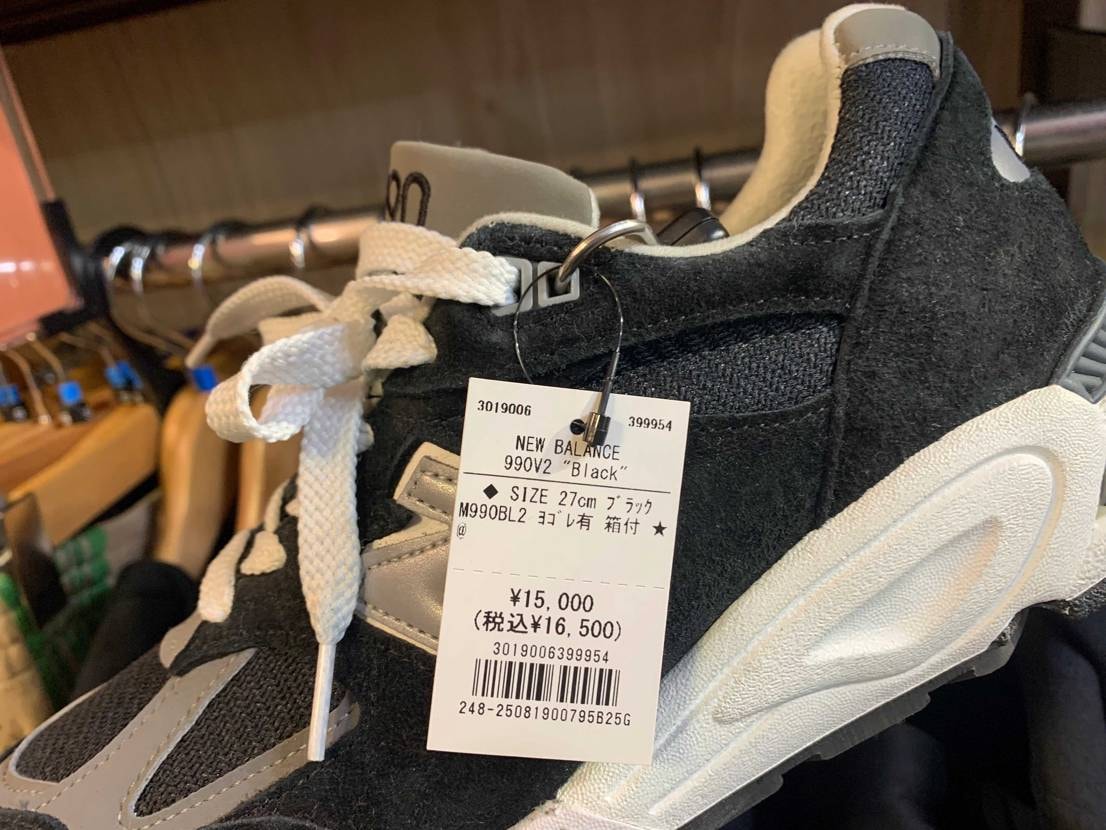 90
3019006
399954
NEW BALANCE
990V2 "Black"
◆ SIZE 27cm ブラック
M990BL2 ヨゴレ有 箱付 ★
@
¥15,000
(税込¥16,500)
3019006399954
248-25081900795B25G